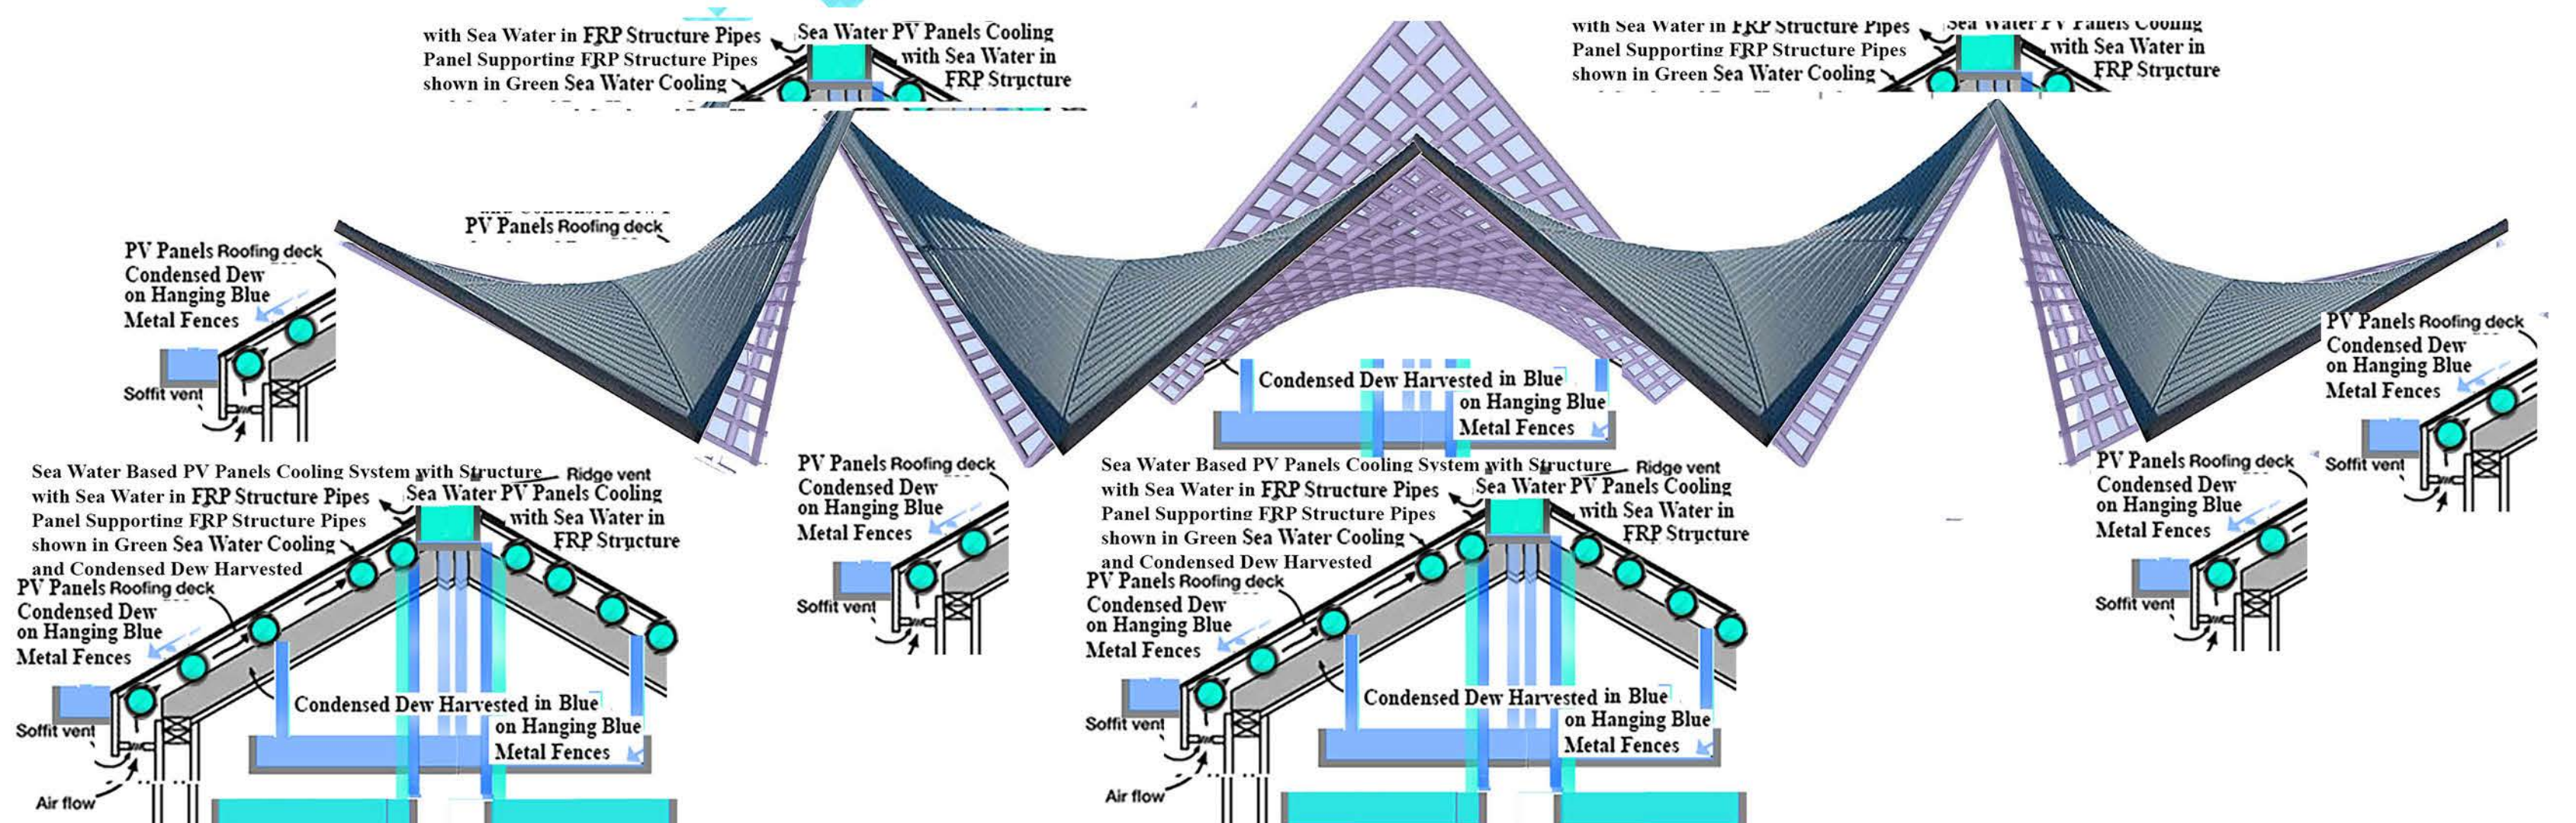 with Sea Water in FRP Structure Pipes
Panel Supporting FRP Structure Pipes
shown in Green Sea Water Cooling
Sea Water PV Panels Cooling
with Sea Water in
FRP Structure
with Sea Water in FRP Structure Pipes
Panel Supporting FRP Structure Pipes
shown in Green Sea Water Cooling
Sea Water PV Panels Cooling
with Sea Water in
FRP Structure
PV Panels Roofing deck
PV Panels Roofing deck
Condensed Dew
on Hanging Blue
Metal Fences
Soffit vent
Condensed Dew Harvested in Blue
on Hanging Blue
Metal Fences
PV Panels Roofing deck
Condensed Dew
on Hanging Blue
Metal Fences
Soffit vent
Sea Water Based PV Panels Cooling System with Structure
Ridge vent
with Sea Water in FRP Structure Pipes
Panel Supporting FRP Structure Pipes
shown in Green Sea Water Cooling
and Condensed Dew Harvested
Sea Water PV Panels Cooling
with Sea Water in
FRP Structure
PV Panels Roofing deck
Condensed Dew
on Hanging Blue
Metal Fences
Soffit vent
Air flow
Condensed Dew Harvested in Blue
on Hanging Blue
Metal Fences
PV Panels Roofing deck
Condensed Dew
on Hanging Blue
Metal Fences
Soffit vent
Sea Water Based PV Panels Cooling System with Structure
Ridge vent
with Sea Water in FRP Structure Pipes
Panel Supporting FRP Structure Pipes
shown in Green Sea Water Cooling
and Condensed Dew Harvested
Sea Water PV Panels Cooling
with Sea Water in
FRP Structure
PV Panels Roofing deck
Condensed Dew
on Hanging Blue
Metal Fences
Soffit vent
Air flow
Condensed Dew Harvested in Blue
on Hanging Blue
Metal Fences
PV Panels Roofing deck
Condensed Dew
on Hanging Blue
Metal Fences
Soffit vent